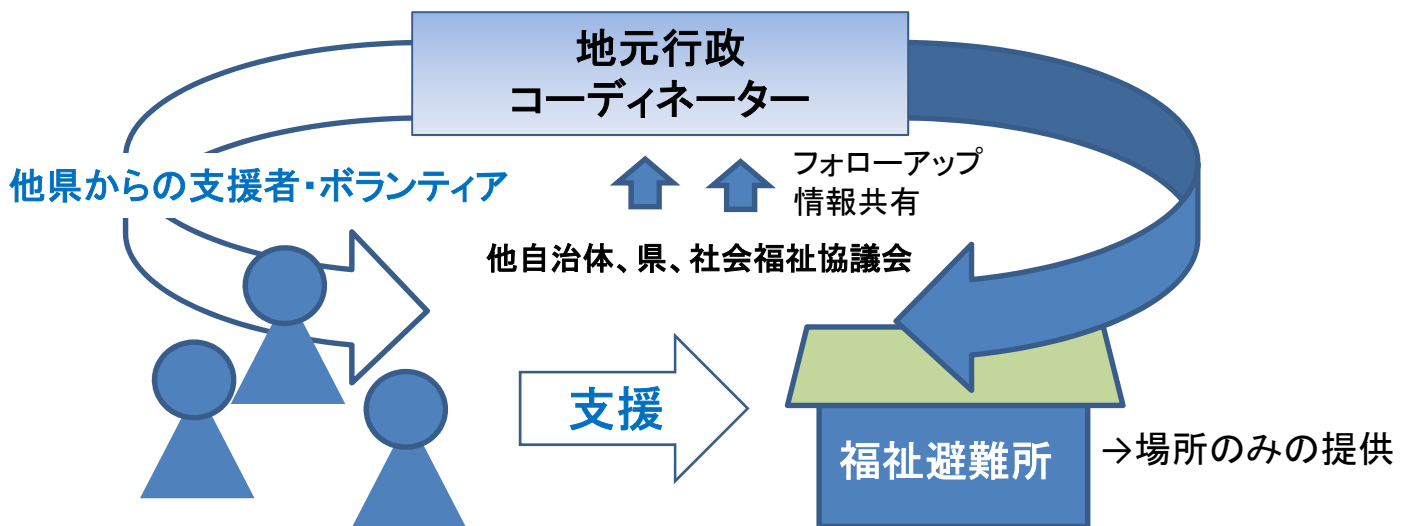 地元行政
コーディネーター
他県からの支援者・ボランティア
フォローアップ
情報共有
他自治体、県、社会福祉協議会
支援
福祉避難所
→場所のみの提供